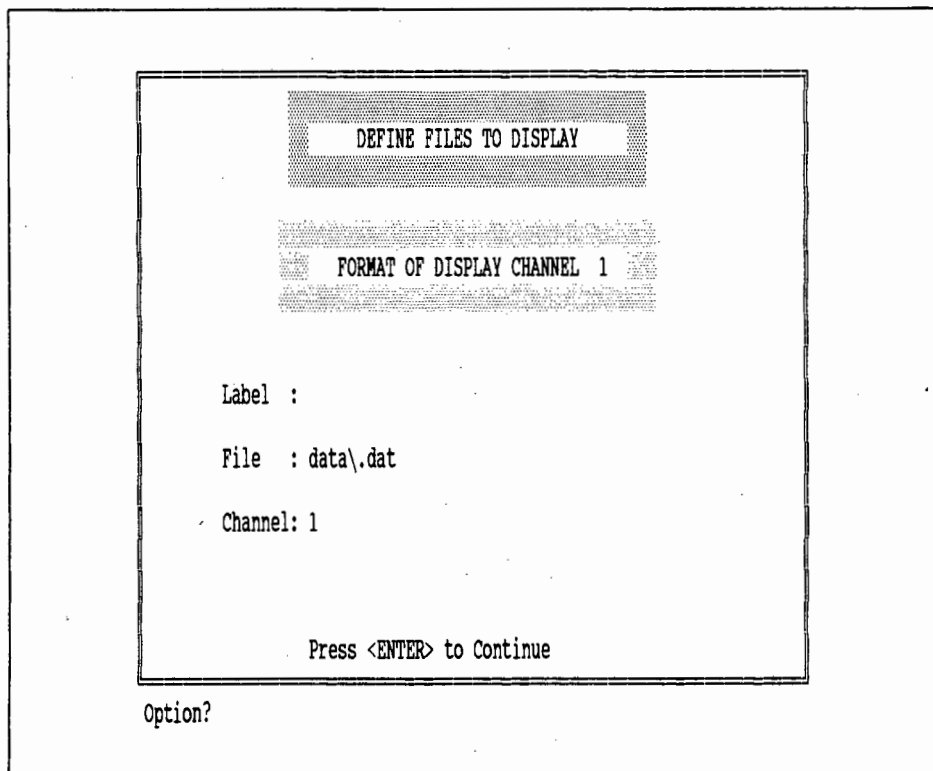 DEFINE FILES TO DISPLAY
FORMAT OF DISPLAY CHANNEL 1
Label :
File : data\.dat
Channel: 1
Press <ENTER> to Continue
Option?